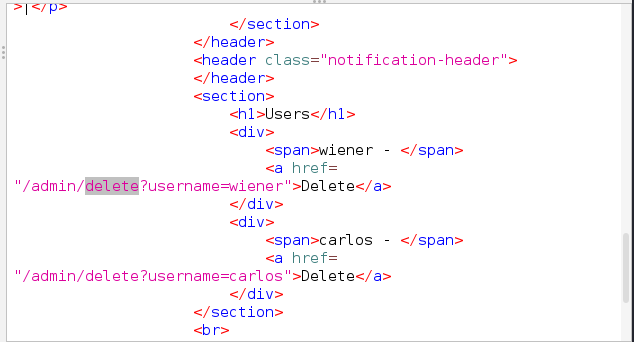 >|</p>
</section>
</header>
<header class="notification-header">
</header>
<section>
<h1>Users</h1>
<div>
<span>wiener - </span>
<a href=
"/admin/delete?username=wiener">Delete</a>
</div>
<div>
<span>carlos - </span>
<a href=
"/admin/delete?username=carlos">Delete</a>
</div>
</section>
<br>